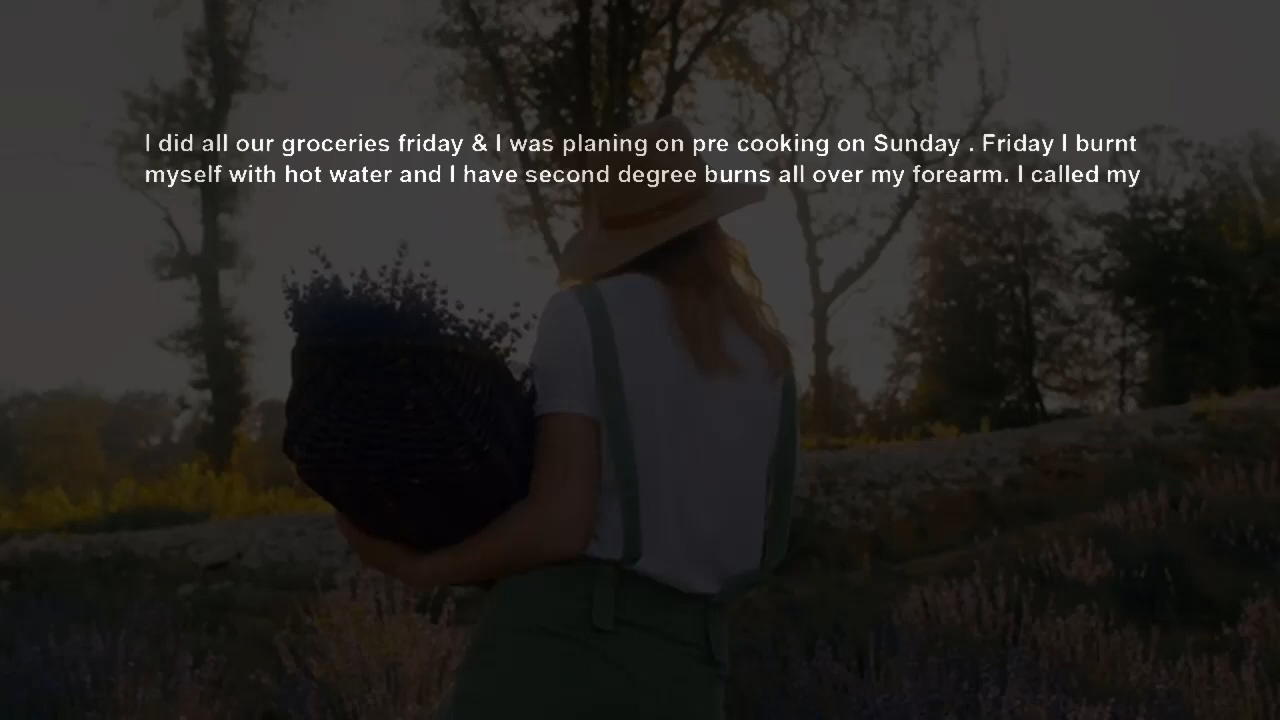 I did all our groceries friday & I was planing on pre cooking on Sunday . Friday I burnt
myself with hot water and I have second degree burns all over my forearm. I called my